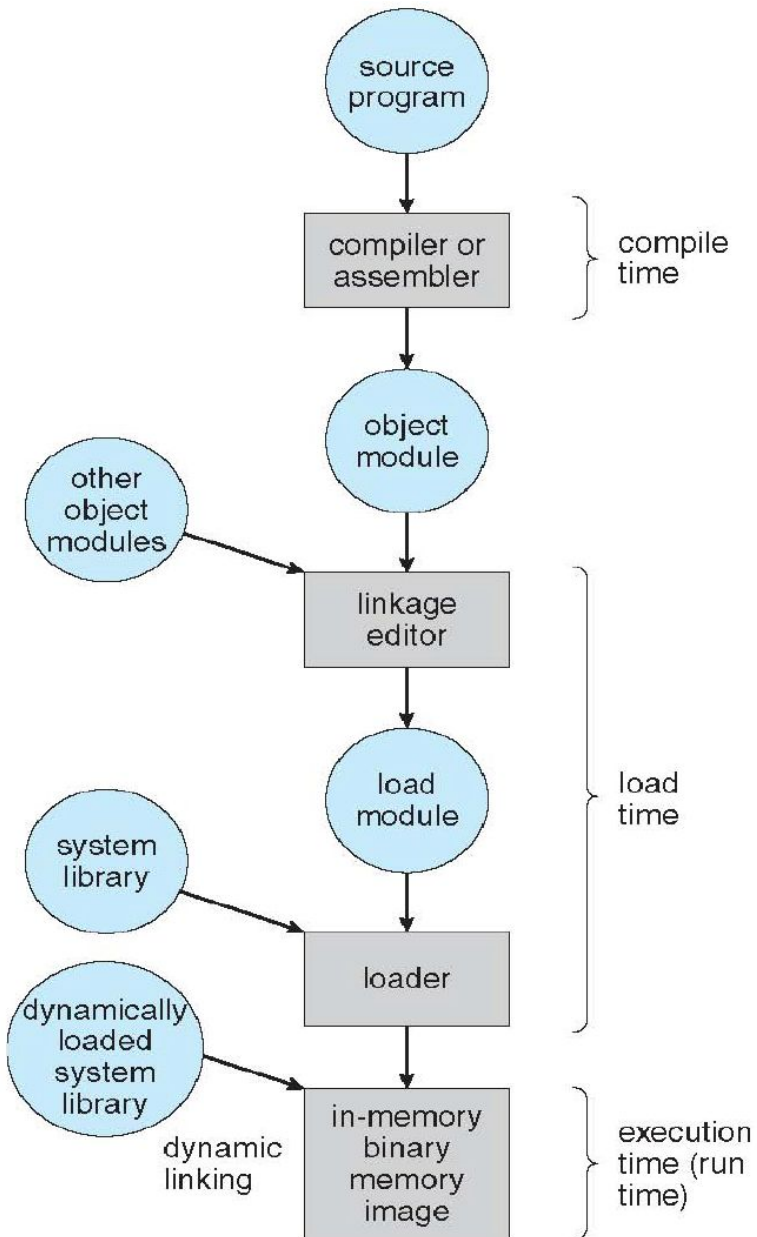 source
program
compiler or
assembler
compile
time
object
module
other
object
modules
linkage
editor
load
module
load
time
system
library
loader
dynamically
loaded
system
library
dynamic
linking
in-memory
binary
memory
image
execution
time (run
time)